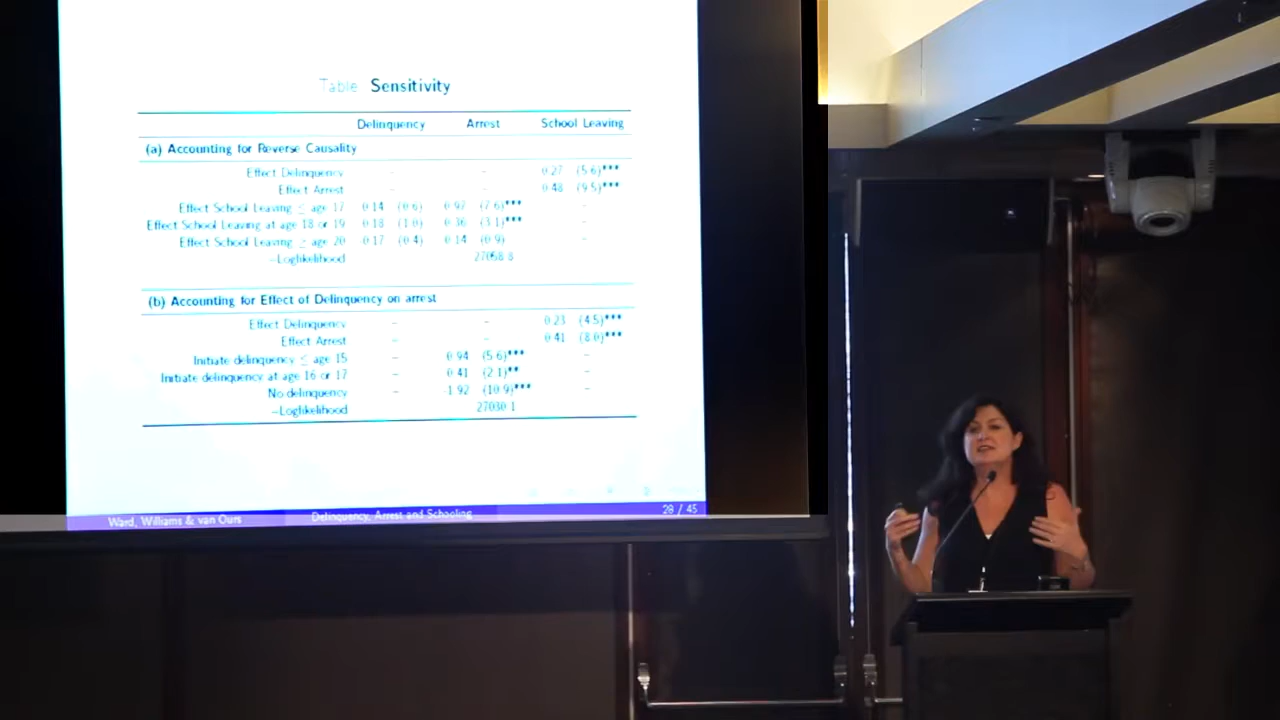 Table Sensitivity
Delinquency Arrest School Leaving
(a) Accounting for Reverse Causality
Effect Delinquency – – 0.27 (5.6)***
Effect Arrest – – 0.48 (9.5)***
Effect School Leaving ≤ age 17 0.14 (0.6) 0.97 (7.6)*** –
Effect School Leaving at age 18 or 19 0.18 (1.0) 0.36 (3.1)*** –
Effect School Leaving ≥ age 20 0.17 (0.4) 0.14 (0.9) –
–Loglikelihood 27058.8
(b) Accounting for Effect of Delinquency on arrest
Effect Delinquency – – 0.23 (4.5)***
Effect Arrest – – 0.41 (8.0)***
Initiate delinquency ≤ age 15 – 0.94 (5.6)*** –
Initiate delinquency at age 16 or 17 – 0.41 (2.1)** –
No delinquency – -1.92 (10.9)*** –
–Loglikelihood 27030.1
Ward, Williams & van Ours Delinquency, Arrest and Schooling 28 / 45